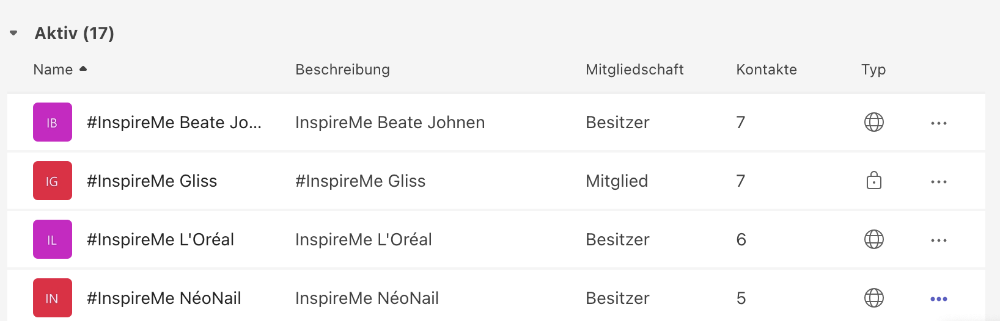 Aktiv (17)
Name Beschreibung Mitgliedschaft Kontakte Typ
IB #InspireMe Beate Jo... InspireMe Beate Johnen Besitzer 7
IG #InspireMe Gliss #InspireMe Gliss Mitglied 7
IL #InspireMe L'Oréal InspireMe L'Oréal Besitzer 6
IN #InspireMe NéoNail InspireMe NéoNail Besitzer 5